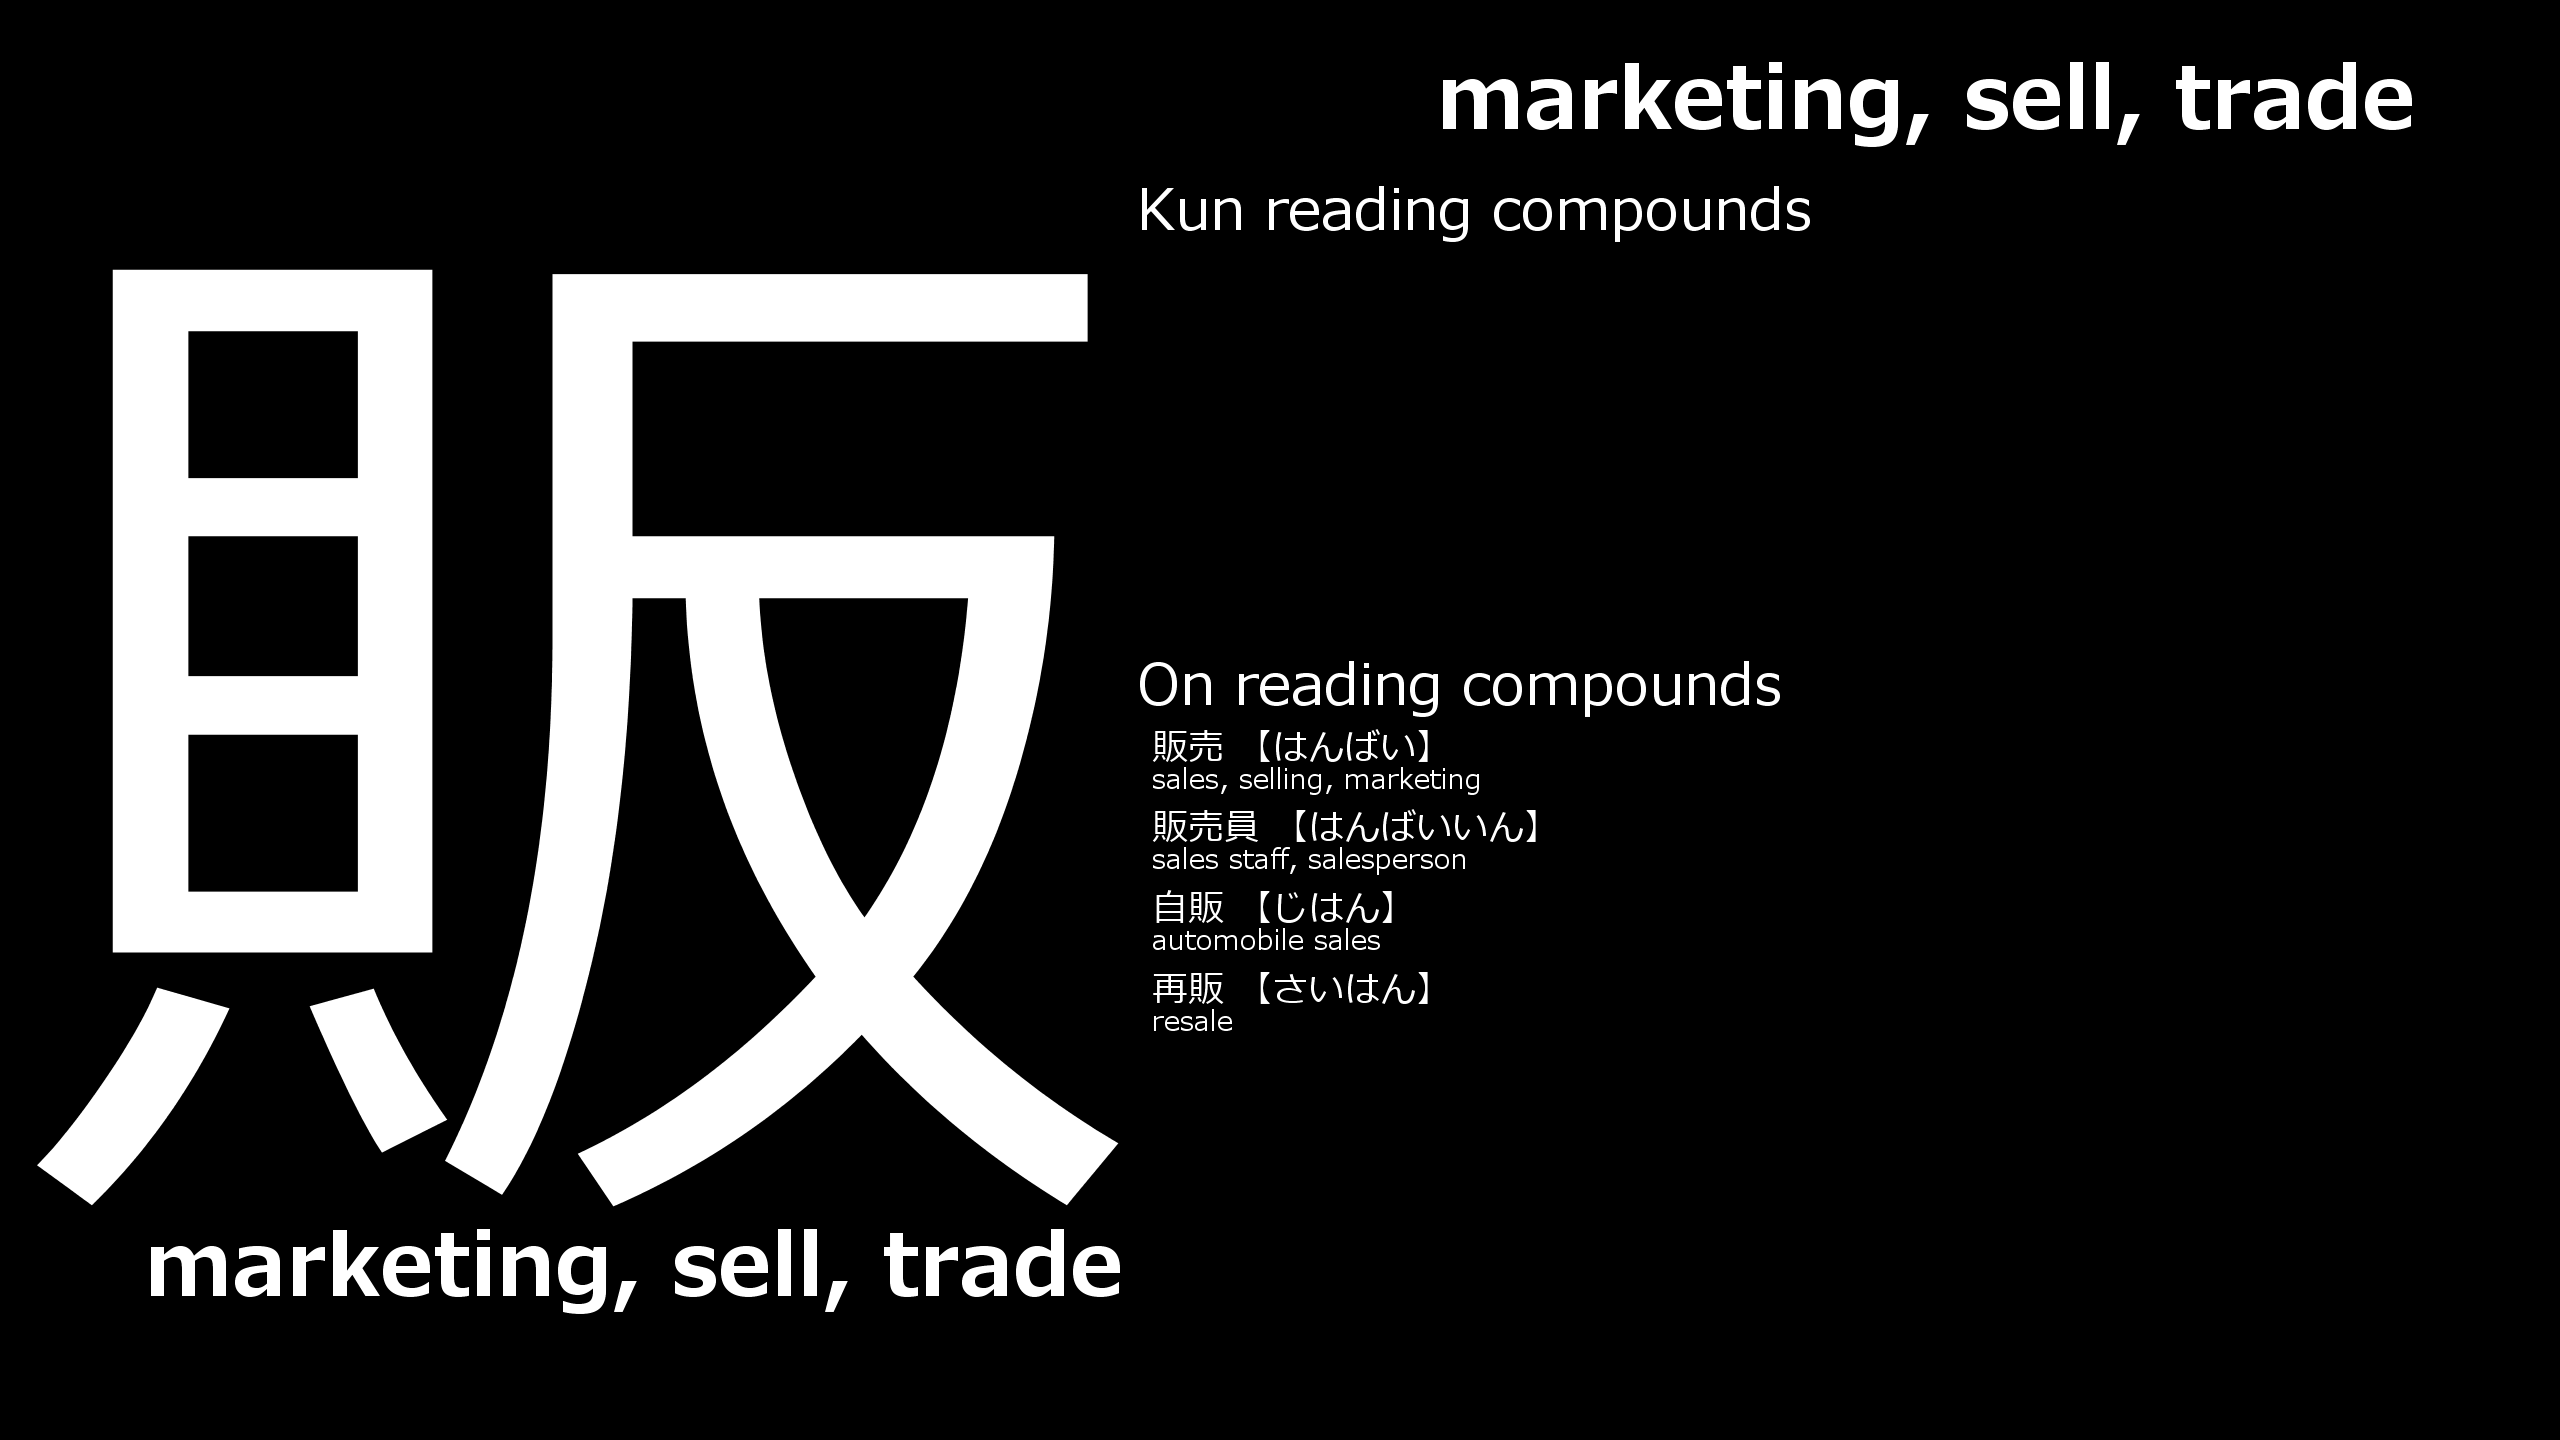 marketing, sell, trade
Kun reading compounds
販
On reading compounds
販売 【はんばい】
sales, selling, marketing
販売員 【はんばいいん】
sales staff, salesperson
自販 【じはん】
automobile sales
再販 【さいはん】
resale
marketing, sell, trade